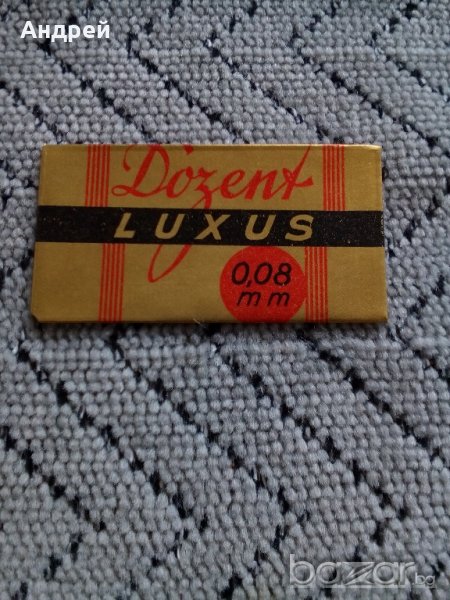 Андрей
Dozent
LUXUS
0,08
mm
bazar.bg